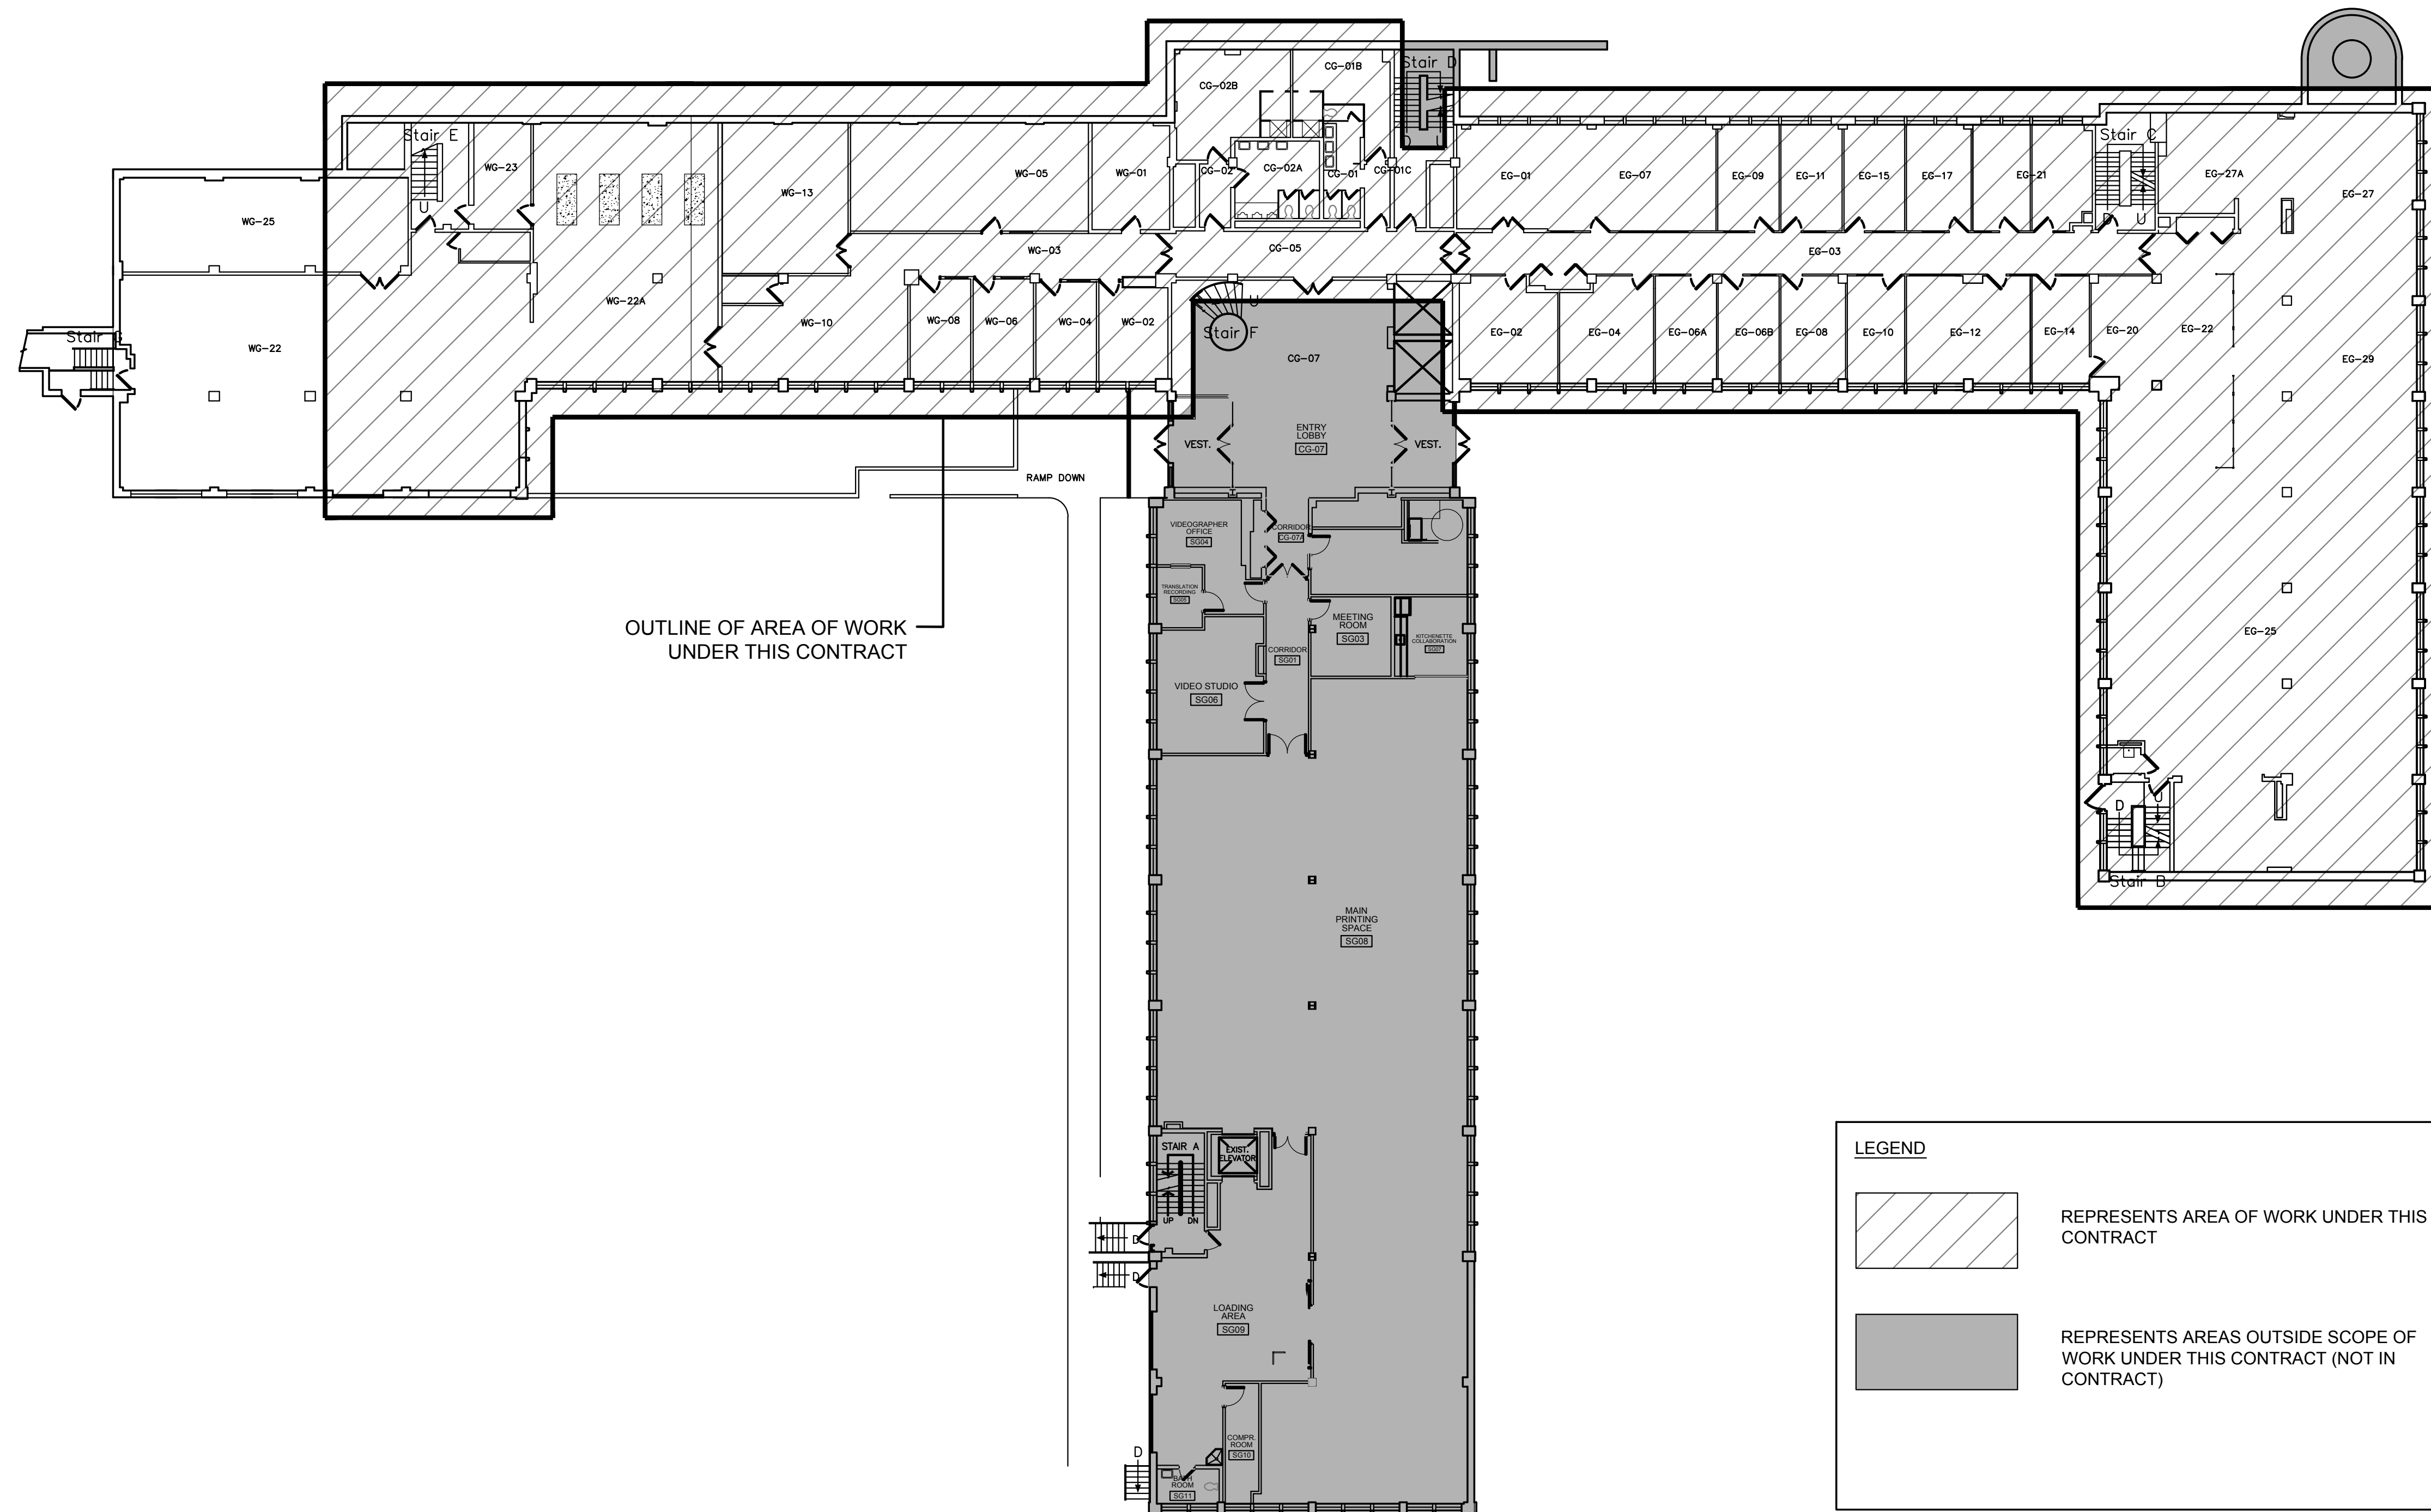 Stair D
CG-01B
CG-02B
Stair E
Stair C
WG-23
WG-13
WG-05
WG-01
CG-02
CG-02A
CG-01
CG-01C
EG-01
EG-07
EG-09
EG-11
EG-15
EG-17
EG-21
EG-27A
EG-27
WG-25
U
D
U
WG-03
CG-05
EG-03
WG-22A
WG-10
WG-08
WG-06
WG-04
WG-02
U
Stair F
CG-07
EG-02
EG-04
EG-06A
EG-06B
EG-08
EG-10
EG-12
EG-14
EG-20
EG-22
EG-29
Stair G
WG-22
VEST.
ENTRY
LOBBY
CG-07
VEST.
RAMP DOWN
VIDEOGRAPHER
OFFICE
SG04
CORRIDOR
CG-07A
TRANSLATION
RECORDING
SG05
MEETING
ROOM
SG03
KITCHENETTE
COLLABORATION
SG07
CORRIDOR
SG01
OUTLINE OF AREA OF WORK
UNDER THIS CONTRACT
EG-25
VIDEO STUDIO
SG06
D
U
Stair B
MAIN
PRINTING
SPACE
SG08
STAIR A
EXIST.
ELEVATOR
UP
DN
D
D
LOADING
AREA
SG09
COMPR.
ROOM
SG10
D
BATH
ROOM
SG11
LEGEND
REPRESENTS AREA OF WORK UNDER THIS
CONTRACT
REPRESENTS AREAS OUTSIDE SCOPE OF
WORK UNDER THIS CONTRACT (NOT IN
CONTRACT)